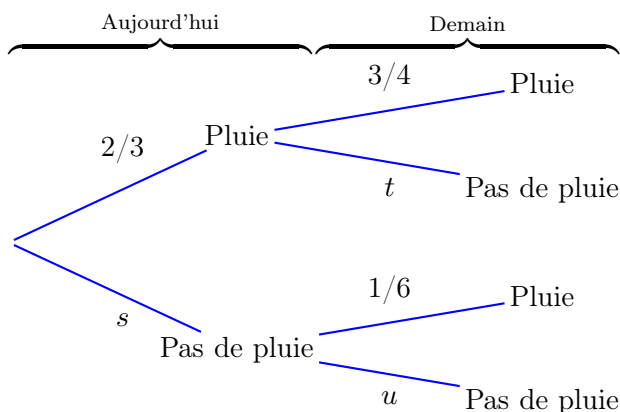 Aujourd'hui Demain
3/4 Pluie
2/3 Pluie
t Pas de pluie
1/6 Pluie
s Pas de pluie
u Pas de pluie